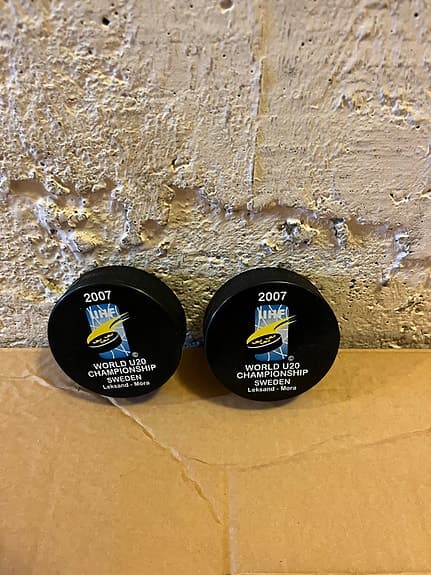 2007
IIHF
WORLD U20
CHAMPIONSHIP
SWEDEN
Leksand - Mora
2007
IIHF
WORLD U20
CHAMPIONSHIP
SWEDEN
Leksand - Mora